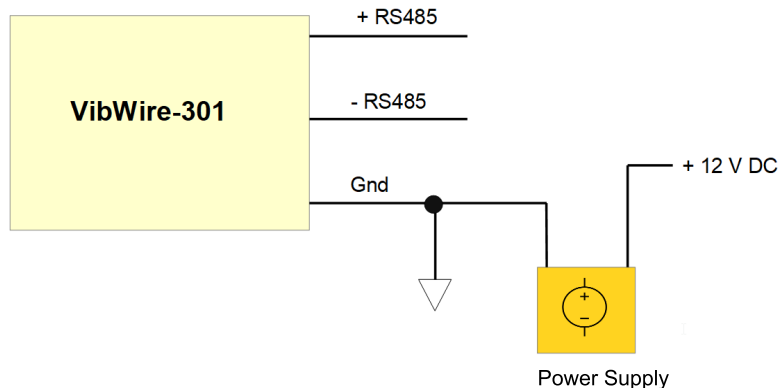 + RS485
VibWire-301
- RS485
+ 12 V DC
Gnd
+
−
Power Supply